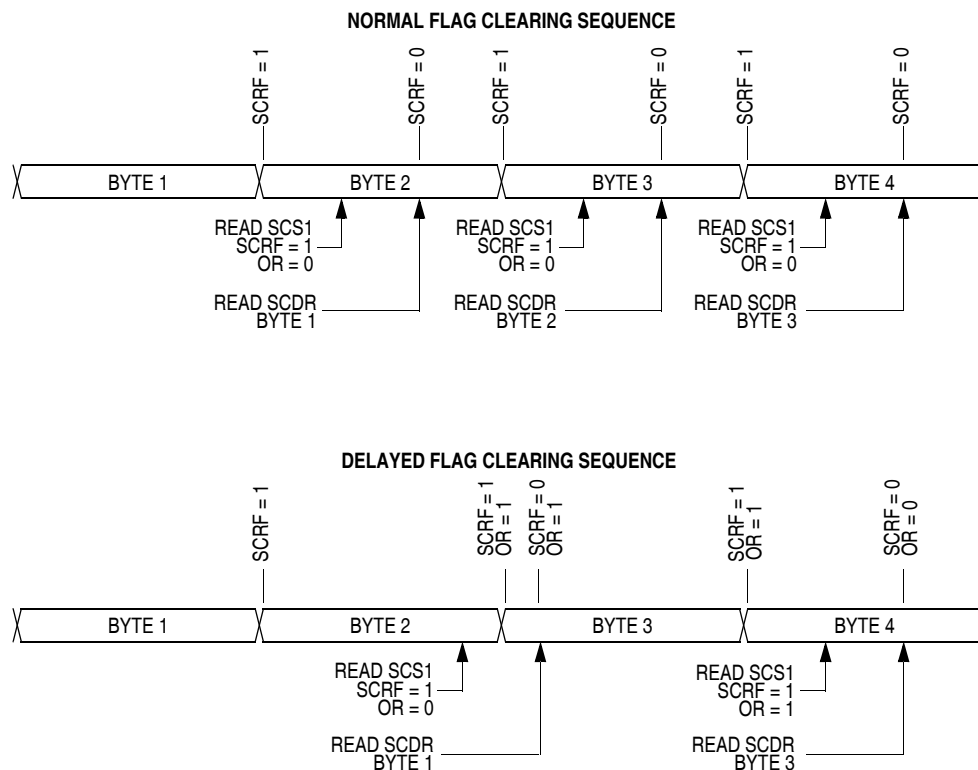 NORMAL FLAG CLEARING SEQUENCE
SCRF = 1
SCRF = 0
SCRF = 1
SCRF = 0
SCRF = 1
SCRF = 0
BYTE 1
BYTE 2
BYTE 3
BYTE 4
READ SCS1
SCRF = 1
OR = 0
READ SCS1
SCRF = 1
OR = 0
READ SCS1
SCRF = 1
OR = 0
READ SCDR
BYTE 1
READ SCDR
BYTE 2
READ SCDR
BYTE 3
DELAYED FLAG CLEARING SEQUENCE
SCRF = 1
SCRF = 1
OR = 1
SCRF = 0
OR = 1
SCRF = 1
OR = 1
SCRF = 0
OR = 0
BYTE 1
BYTE 2
BYTE 3
BYTE 4
READ SCS1
SCRF = 1
OR = 0
READ SCS1
SCRF = 1
OR = 1
READ SCDR
BYTE 1
READ SCDR
BYTE 3